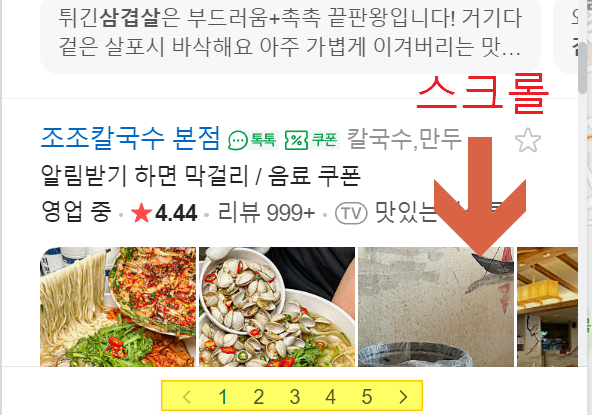 튀긴삼겹살은 부드러움+촉촉 끝판왕입니다! 거기다
겉은 살포시 바삭해요 아주 가볍게 이겨버리는 맛...
스크롤
조조칼국수 본점 톡톡 쿠폰 칼국수,만두
알림받기 하면 막걸리 / 음료 쿠폰
영업 중 · ★4.44 · 리뷰 999+ · TV 맛있는
< 1 2 3 4 5 >